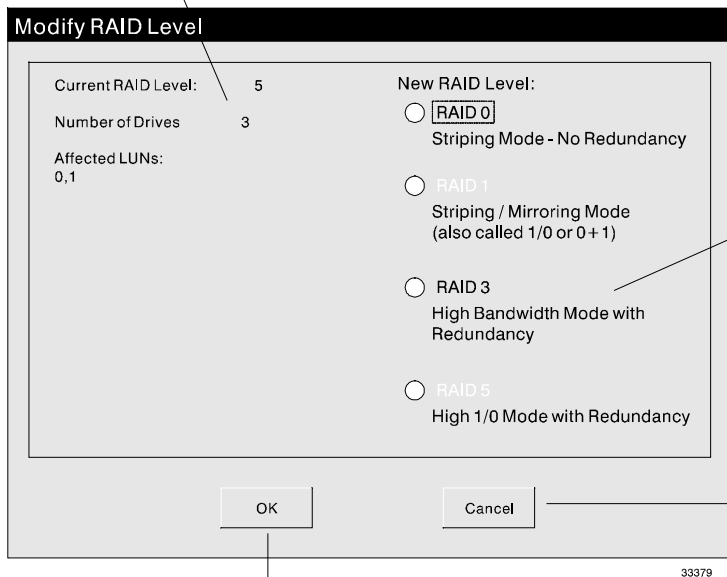 Modify RAID Level
Current RAID Level: 5
Number of Drives 3
Affected LUNs:
0,1
New RAID Level:
RAID 0
Striping Mode - No Redundancy
RAID 1
Striping / Mirroring Mode
(also called 1/0 or 0+1)
RAID 3
High Bandwidth Mode with
Redundancy
RAID 5
High 1/0 Mode with Redundancy
OK
Cancel
33379